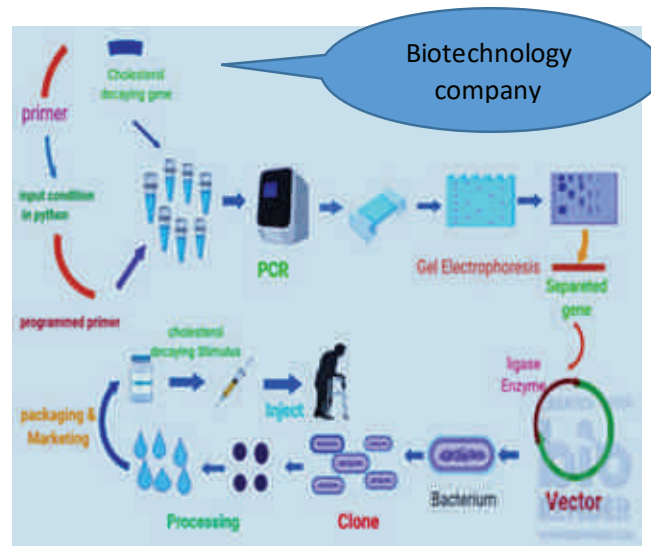 Biotechnology
company
Cholesterol
decaying gene
primer
input condition
in python
PCR
Gel Electrophoresis
Separeted
gene
programmed primer
cholesterol
decaying Stimulus
ligase
Enzyme
Inject
packaging &
Marketing
Bacterium
Vector
Processing
Clone